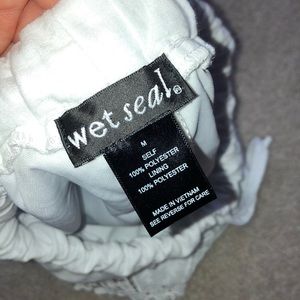 wet seal®
M
SELF
100% POLYESTER
LINING
100% POLYESTER
MADE IN VIETNAM
SEE REVERSE FOR CARE